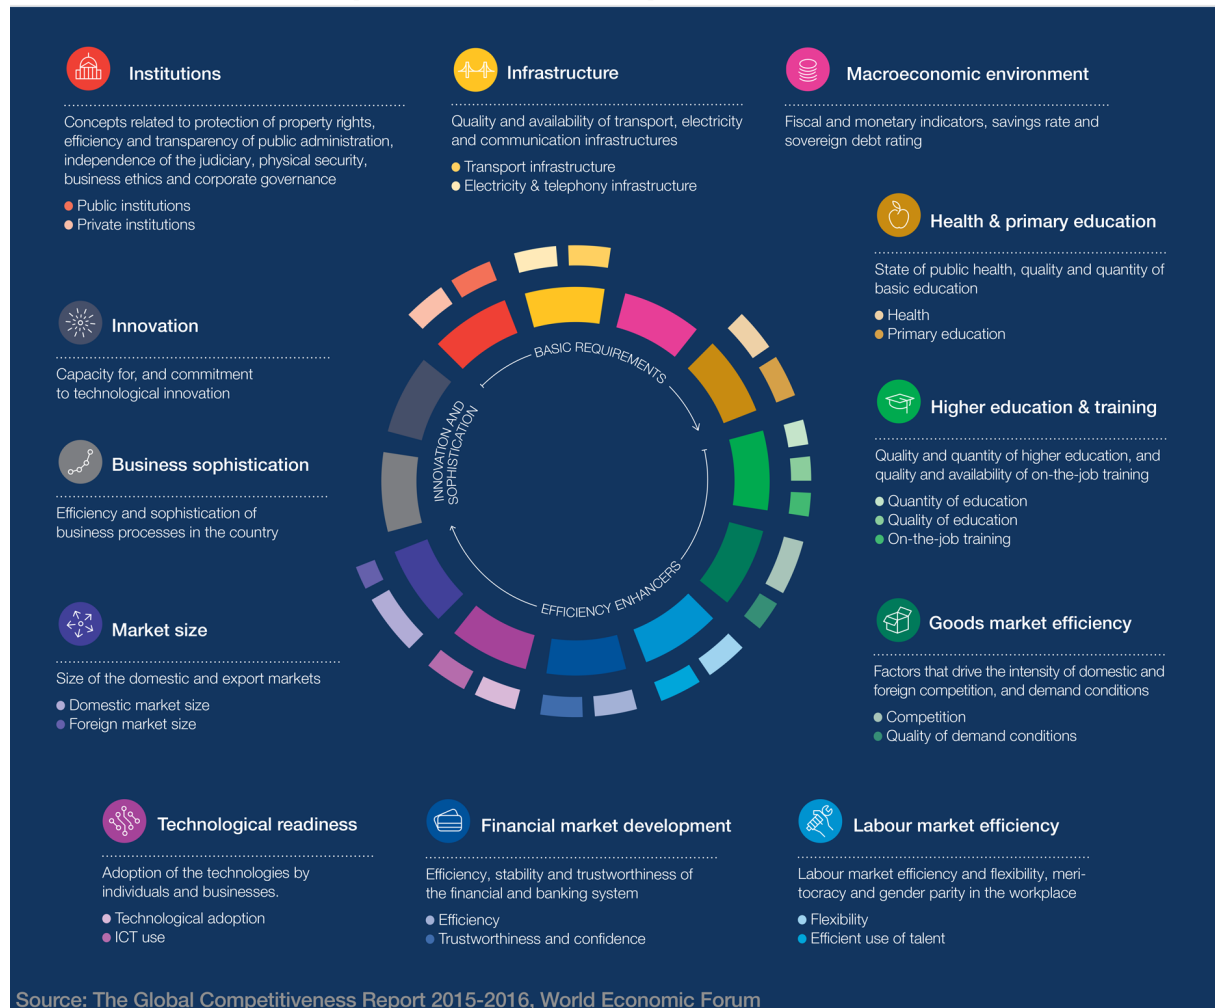 Institutions
Concepts related to protection of property rights,
efficiency and transparency of public administration,
independence of the judiciary, physical security,
business ethics and corporate governance
Public institutions
Private institutions
Infrastructure
Quality and availability of transport, electricity
and communication infrastructures
Transport infrastructure
Electricity & telephony infrastructure
Macroeconomic environment
Fiscal and monetary indicators, savings rate and
sovereign debt rating
Health & primary education
State of public health, quality and quantity of
basic education
Health
Primary education
Higher education & training
Quality and quantity of higher education, and
quality and availability of on-the-job training
Quantity of education
Quality of education
On-the-job training
Goods market efficiency
Factors that drive the intensity of domestic and
foreign competition, and demand conditions
Competition
Quality of demand conditions
Labour market efficiency
Labour market efficiency and flexibility, meri-
tocracy and gender parity in the workplace
Flexibility
Efficient use of talent
Financial market development
Efficiency, stability and trustworthiness of
the financial and banking system
Efficiency
Trustworthiness and confidence
Technological readiness
Adoption of the technologies by
individuals and businesses.
Technological adoption
ICT use
Market size
Size of the domestic and export markets
Domestic market size
Foreign market size
Business sophistication
Efficiency and sophistication of
business processes in the country
Innovation
Capacity for, and commitment
to technological innovation
BASIC REQUIREMENTS
EFFICIENCY ENHANCERS
INNOVATION AND
SOPHISTICATION
Source: The Global Competitiveness Report 2015-2016, World Economic Forum